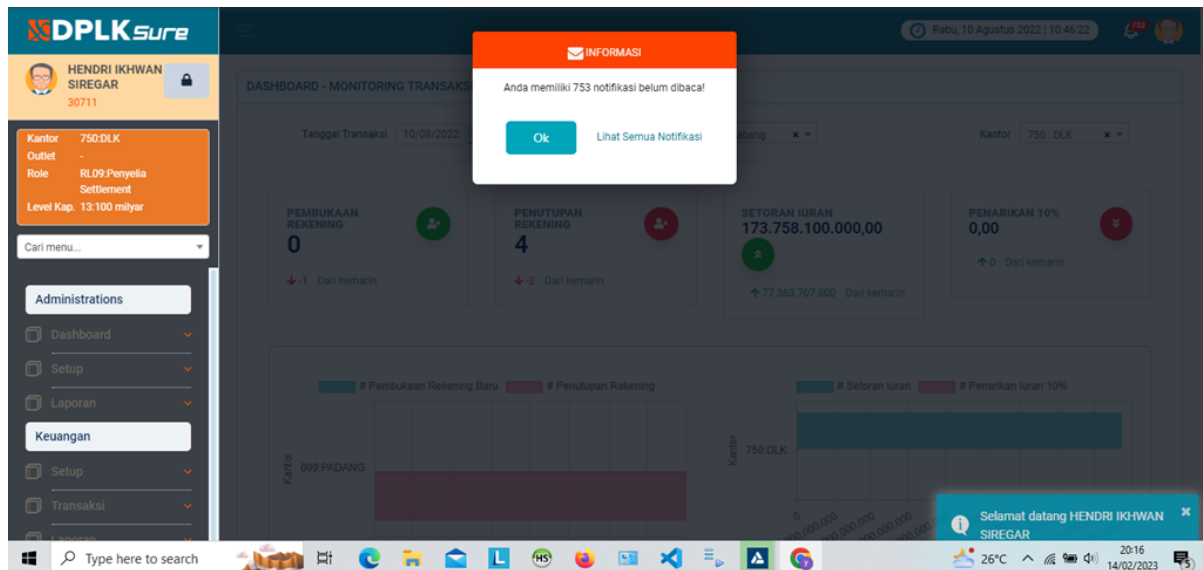 DPLKSure
HENDRI IKHWAN
SIREGAR
30711
Kantor 750:DLK
Outlet -
Role RL09:Penyelia
Settlement
Level Kap. 13:100 milyar
Cari menu...
Administrations
Dashboard
Setup
Laporan
Keuangan
Setup
Transaksi
Laporan
Rabu, 10 Agustus 2022 | 10:46:22
753
INFORMASI
Anda memiliki 753 notifikasi belum dibaca!
Ok Lihat Semua Notifikasi
DASHBOARD - MONITORING TRANSAKS
Tanggal Transaksi 10/08/2022
abang
Kantor 750 : DLK
PEMBUKAAN
REKENING
0
-1 Dari kemarin
PENUTUPAN
REKENING
4
-2 Dari kemarin
SETORAN IURAN
173.758.100.000,00
77.363.707.800 Dari kemarin
PENARIKAN 10%
0,00
0 Dari kemarin
# Pembukaan Rekening Baru # Penutupan Rekening
Kantor
009:PADANG
# Setoran Iuran # Penarikan Iuran 10%
Kantor
750:DLK
0
Selamat datang HENDRI IKHWAN
SIREGAR
Type here to search
26°C
20:16
14/02/2023
5